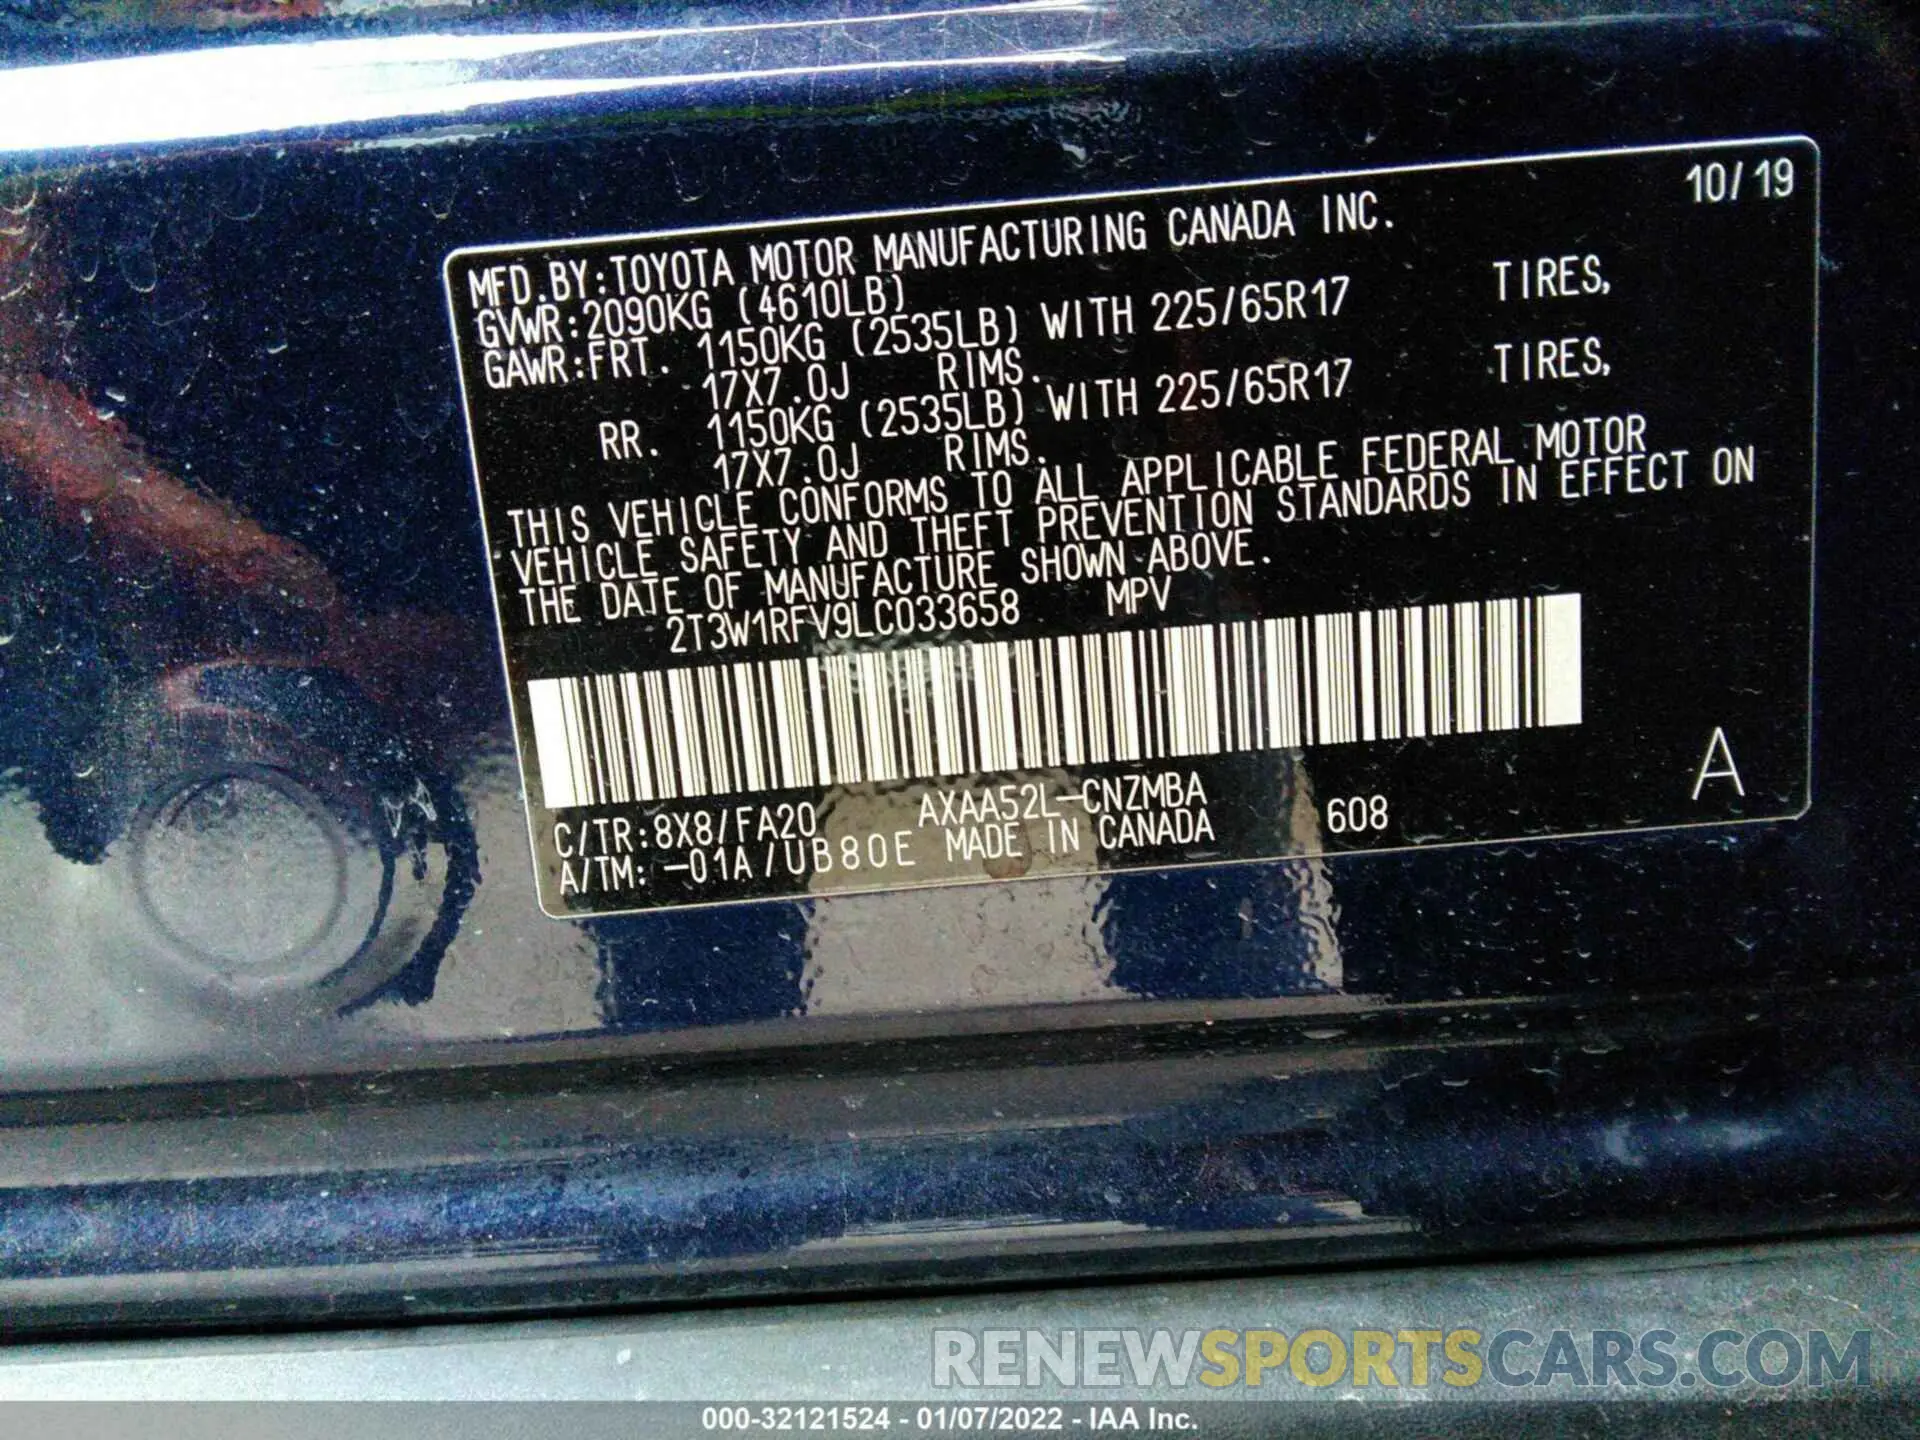 10/19
MFD.BY:TOYOTA MOTOR MANUFACTURING CANADA INC.
GVWR:2090KG (4610LB)
GAWR:FRT. 1150KG (2535LB) WITH 225/65R17 TIRES,
17X7.0J RIMS.
RR. 1150KG (2535LB) WITH 225/65R17 TIRES,
17X7.0J RIMS.
THIS VEHICLE CONFORMS TO ALL APPLICABLE FEDERAL MOTOR
VEHICLE SAFETY AND THEFT PREVENTION STANDARDS IN EFFECT ON
THE DATE OF MANUFACTURE SHOWN ABOVE.
2T3W1RFV9LC033658 MPV
C/TR:8X8/FA20 AXAA52L-CNZMBA 608 A
A/TM:-01A/UB80E MADE IN CANADA
RENEWSPORTSCARS.COM
000-32121524 - 01/07/2022 - IAA Inc.